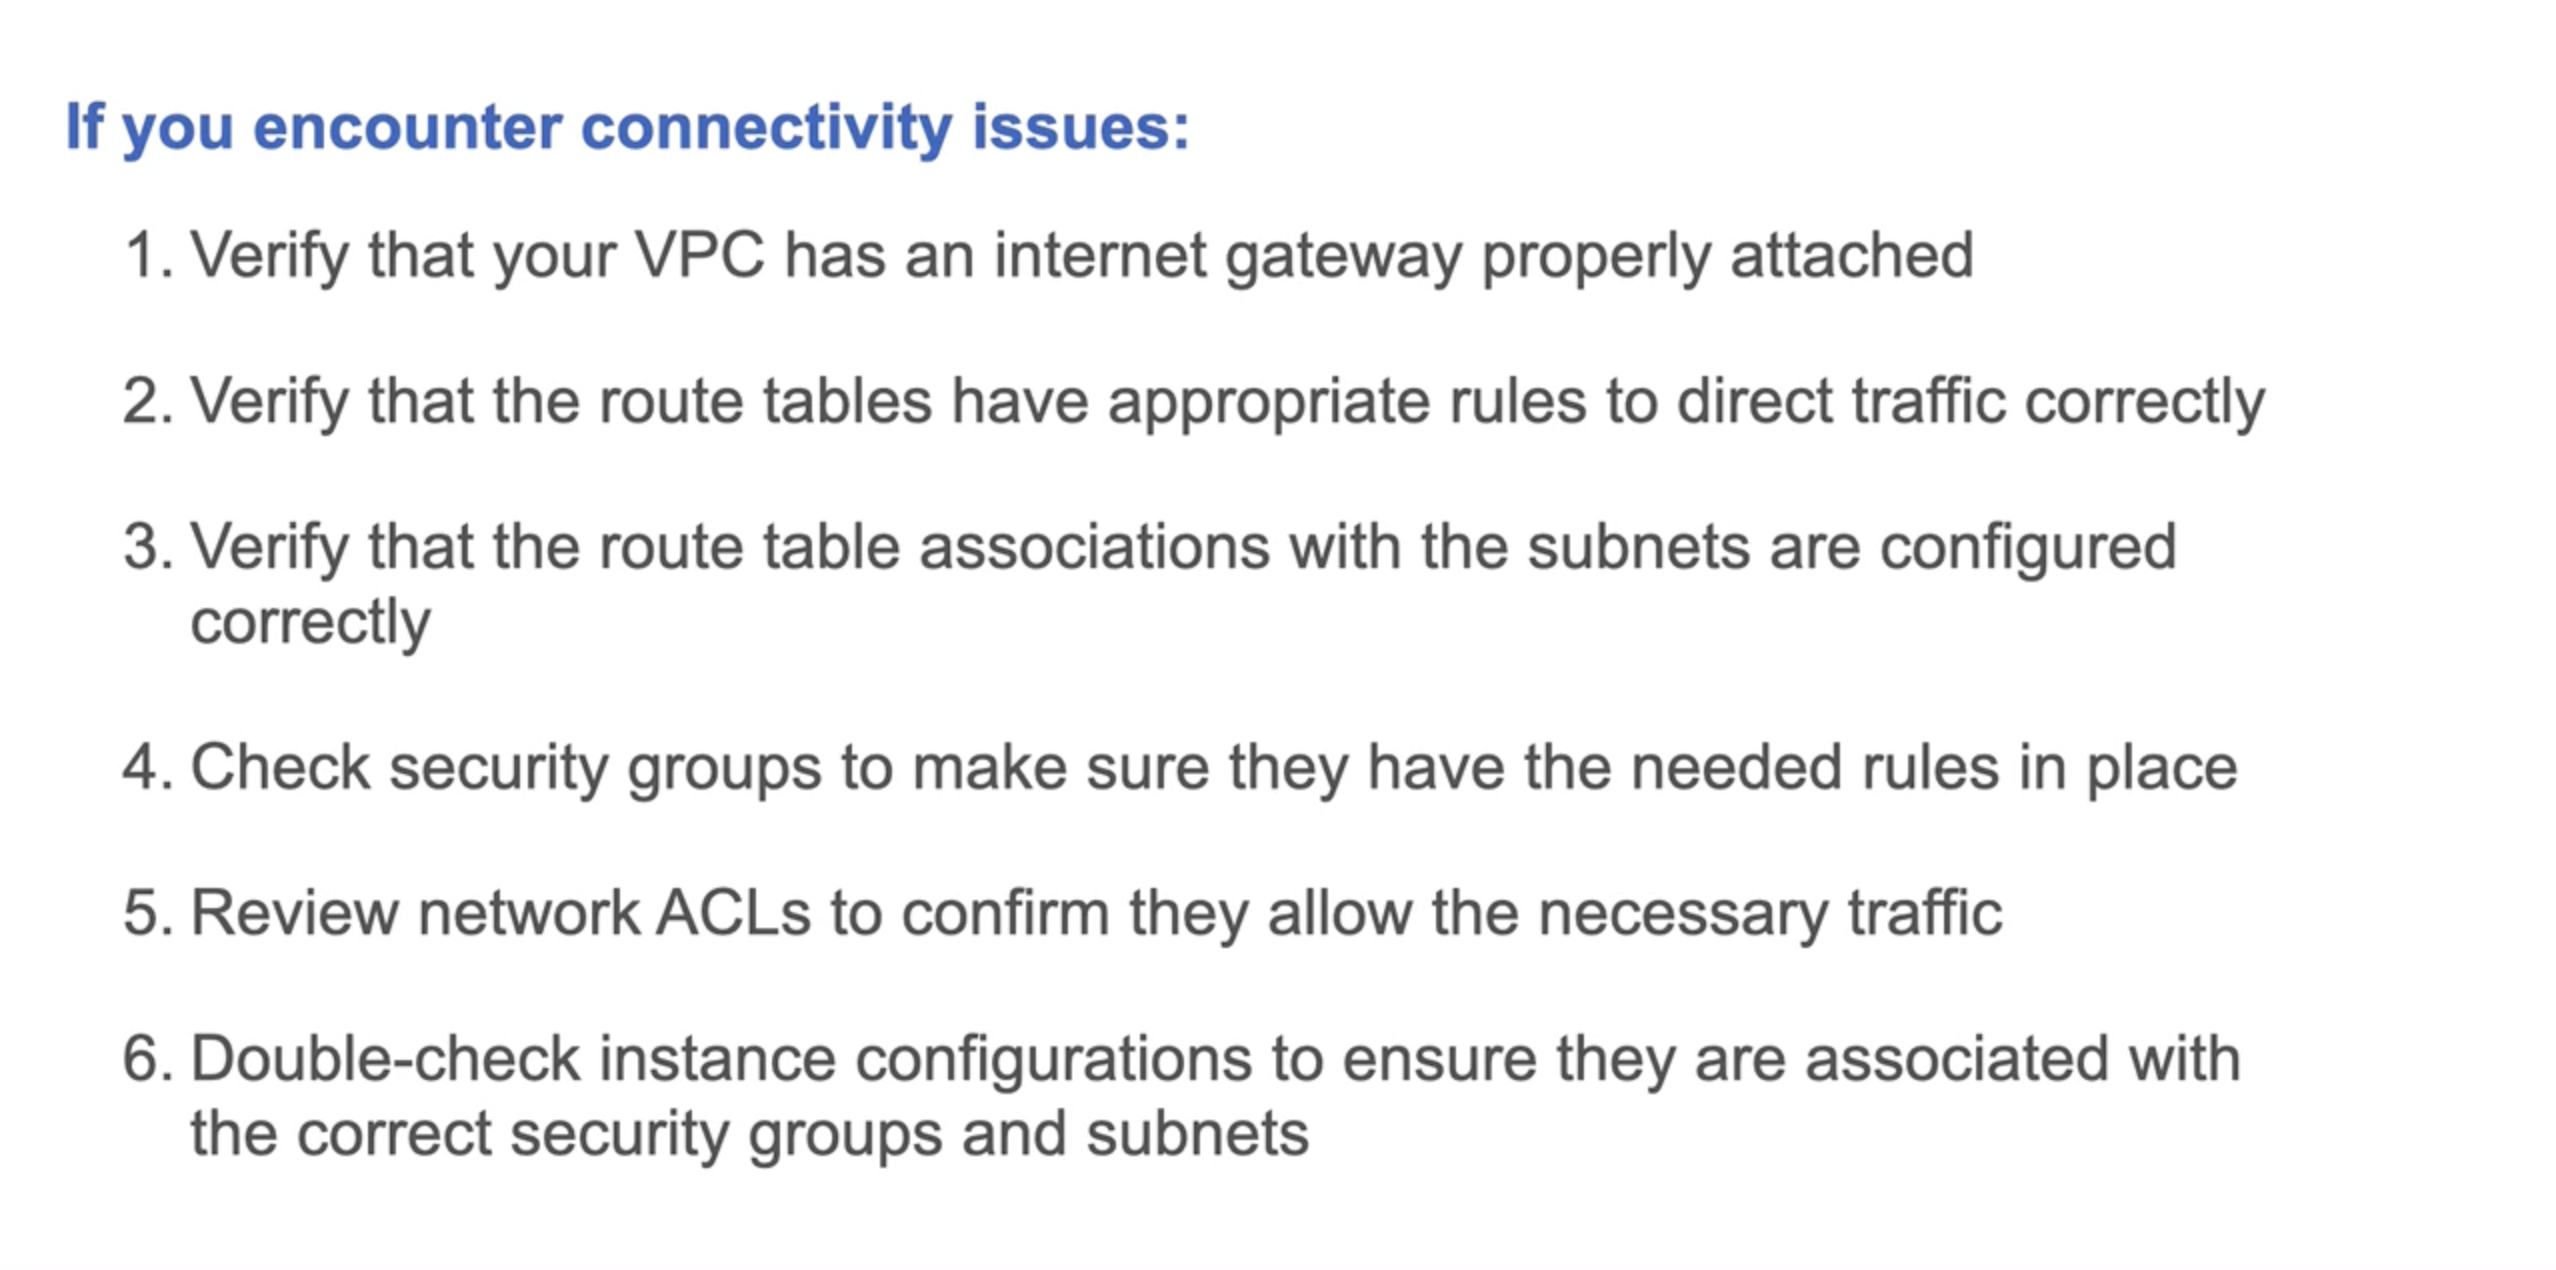 If you encounter connectivity issues:
1. Verify that your VPC has an internet gateway properly attached
2. Verify that the route tables have appropriate rules to direct traffic correctly
3. Verify that the route table associations with the subnets are configured
correctly
4. Check security groups to make sure they have the needed rules in place
5. Review network ACLs to confirm they allow the necessary traffic
6. Double-check instance configurations to ensure they are associated with
the correct security groups and subnets